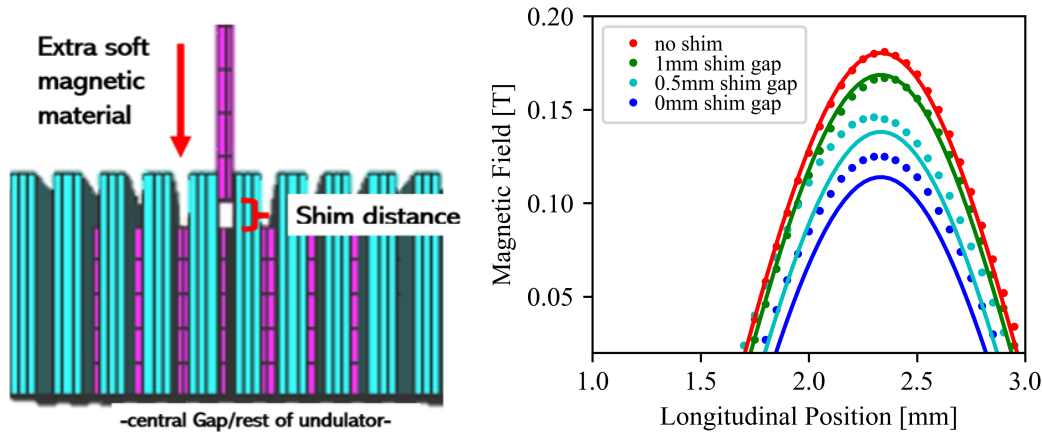 Extra soft
magnetic
material
Shim distance
-central Gap/rest of undulator-
0.20
0.15
0.10
0.05
Magnetic Field [T]
no shim
1mm shim gap
0.5mm shim gap
0mm shim gap
1.0 1.5 2.0 2.5 3.0
Longitudinal Position [mm]